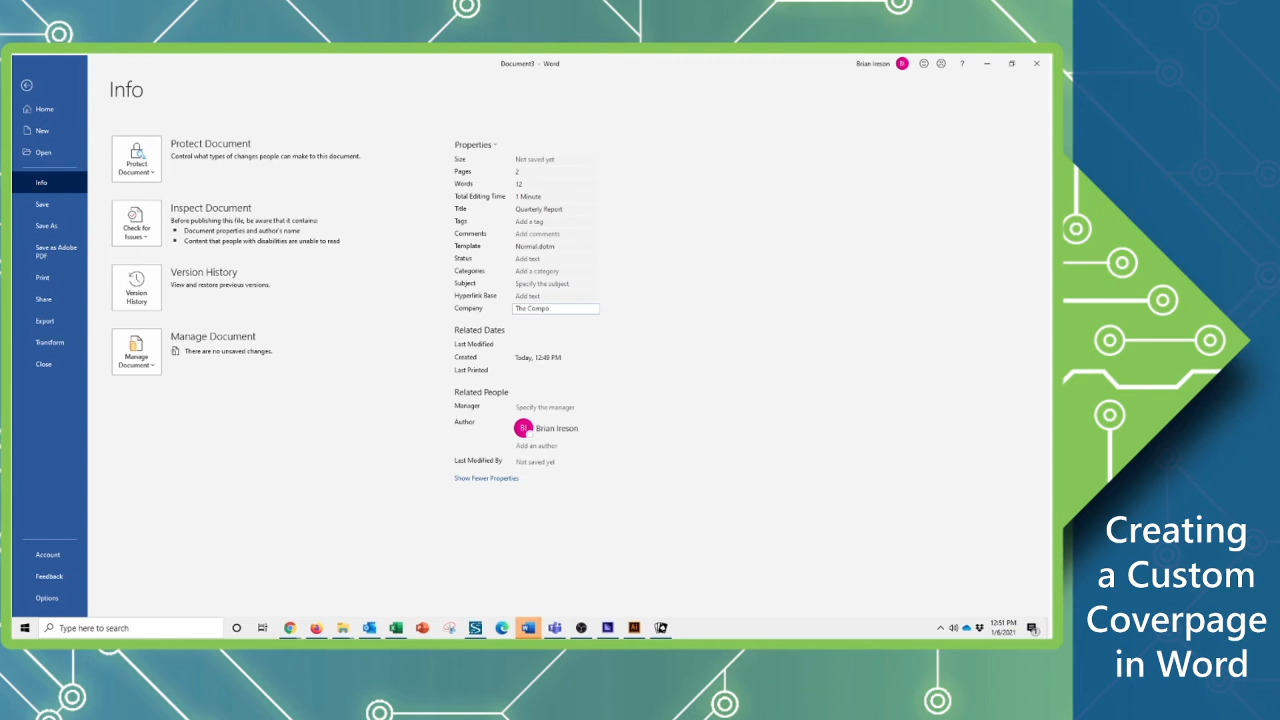 Document3 - Word
Brian Ireson
BI
?
Info
Home
New
Open
Info
Save
Save As
Save as Adobe
PDF
Print
Share
Export
Transform
Close
Account
Feedback
Options
Protect
Document
Protect Document
Control what types of changes people can make to this document.
Check for
Issues
Inspect Document
Before publishing this file, be aware that it contains:
Document properties and author's name
Content that people with disabilities are unable to read
Version
History
Version History
View and restore previous versions.
Manage
Document
Manage Document
There are no unsaved changes.
Properties
Size Not saved yet
Pages 2
Words 12
Total Editing Time 1 Minute
Title Quarterly Report
Tags Add a tag
Comments Add comments
Template Normal.dotm
Status Add text
Categories Add a category
Subject Specify the subject
Hyperlink Base Add text
Company The Compo
Related Dates
Last Modified
Created Today, 12:49 PM
Last Printed
Related People
Manager Specify the manager
Author BI Brian Ireson
Add an author
Last Modified By Not saved yet
Show Fewer Properties
Type here to search
12:51 PM
1/6/2021
Creating
a Custom
Coverpage
in Word